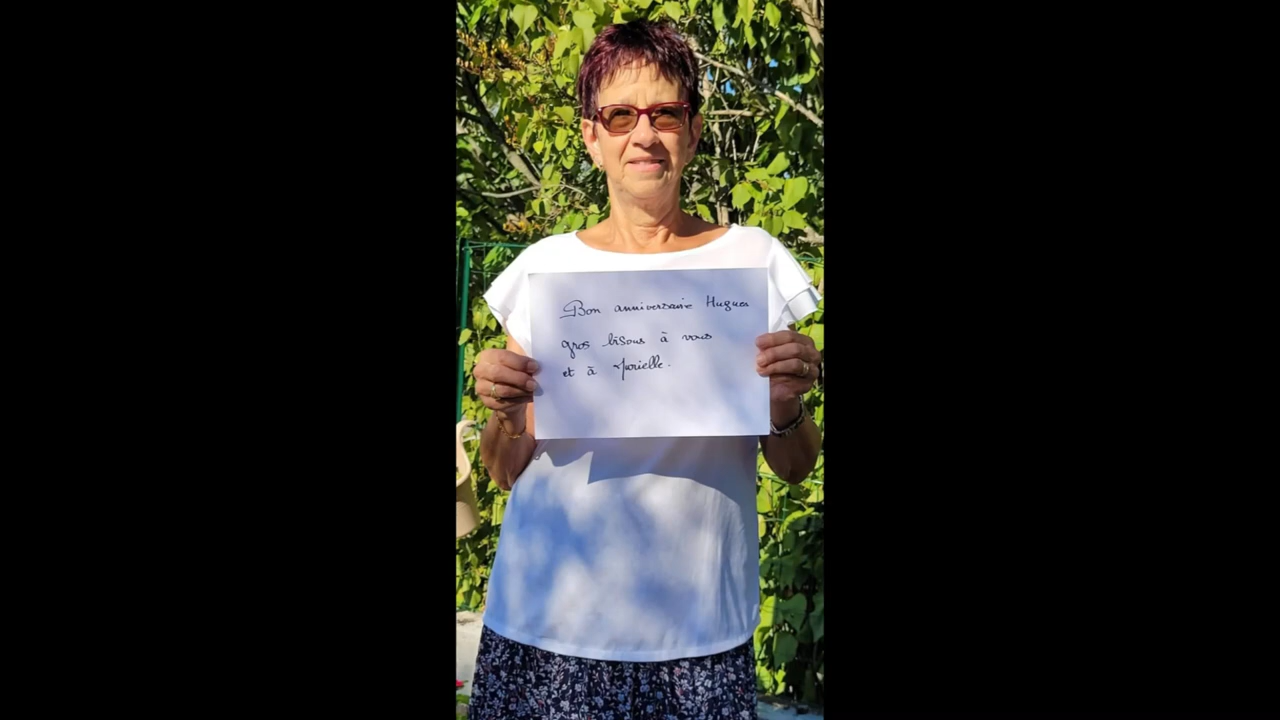 Bon anniversaire Hugues
gros bisous à vous
et à Murielle.